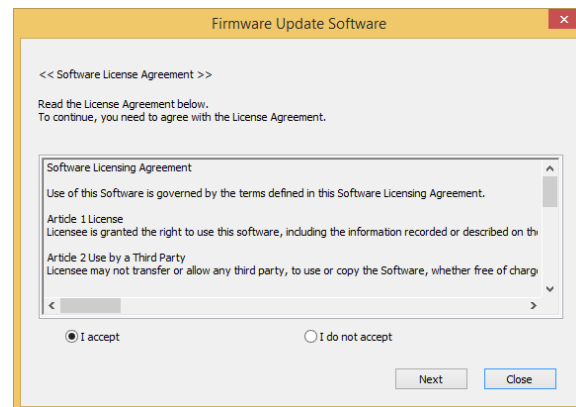 Firmware Update Software
<< Software License Agreement >>
Read the License Agreement below.
To continue, you need to agree with the License Agreement.
Software Licensing Agreement
Use of this Software is governed by the terms defined in this Software Licensing Agreement.
Article 1 License
Licensee is granted the right to use this software, including the information recorded or described on the
Article 2 Use by a Third Party
Licensee may not transfer or allow any third party, to use or copy the Software, whether free of charge
I accept
I do not accept
Next
Close